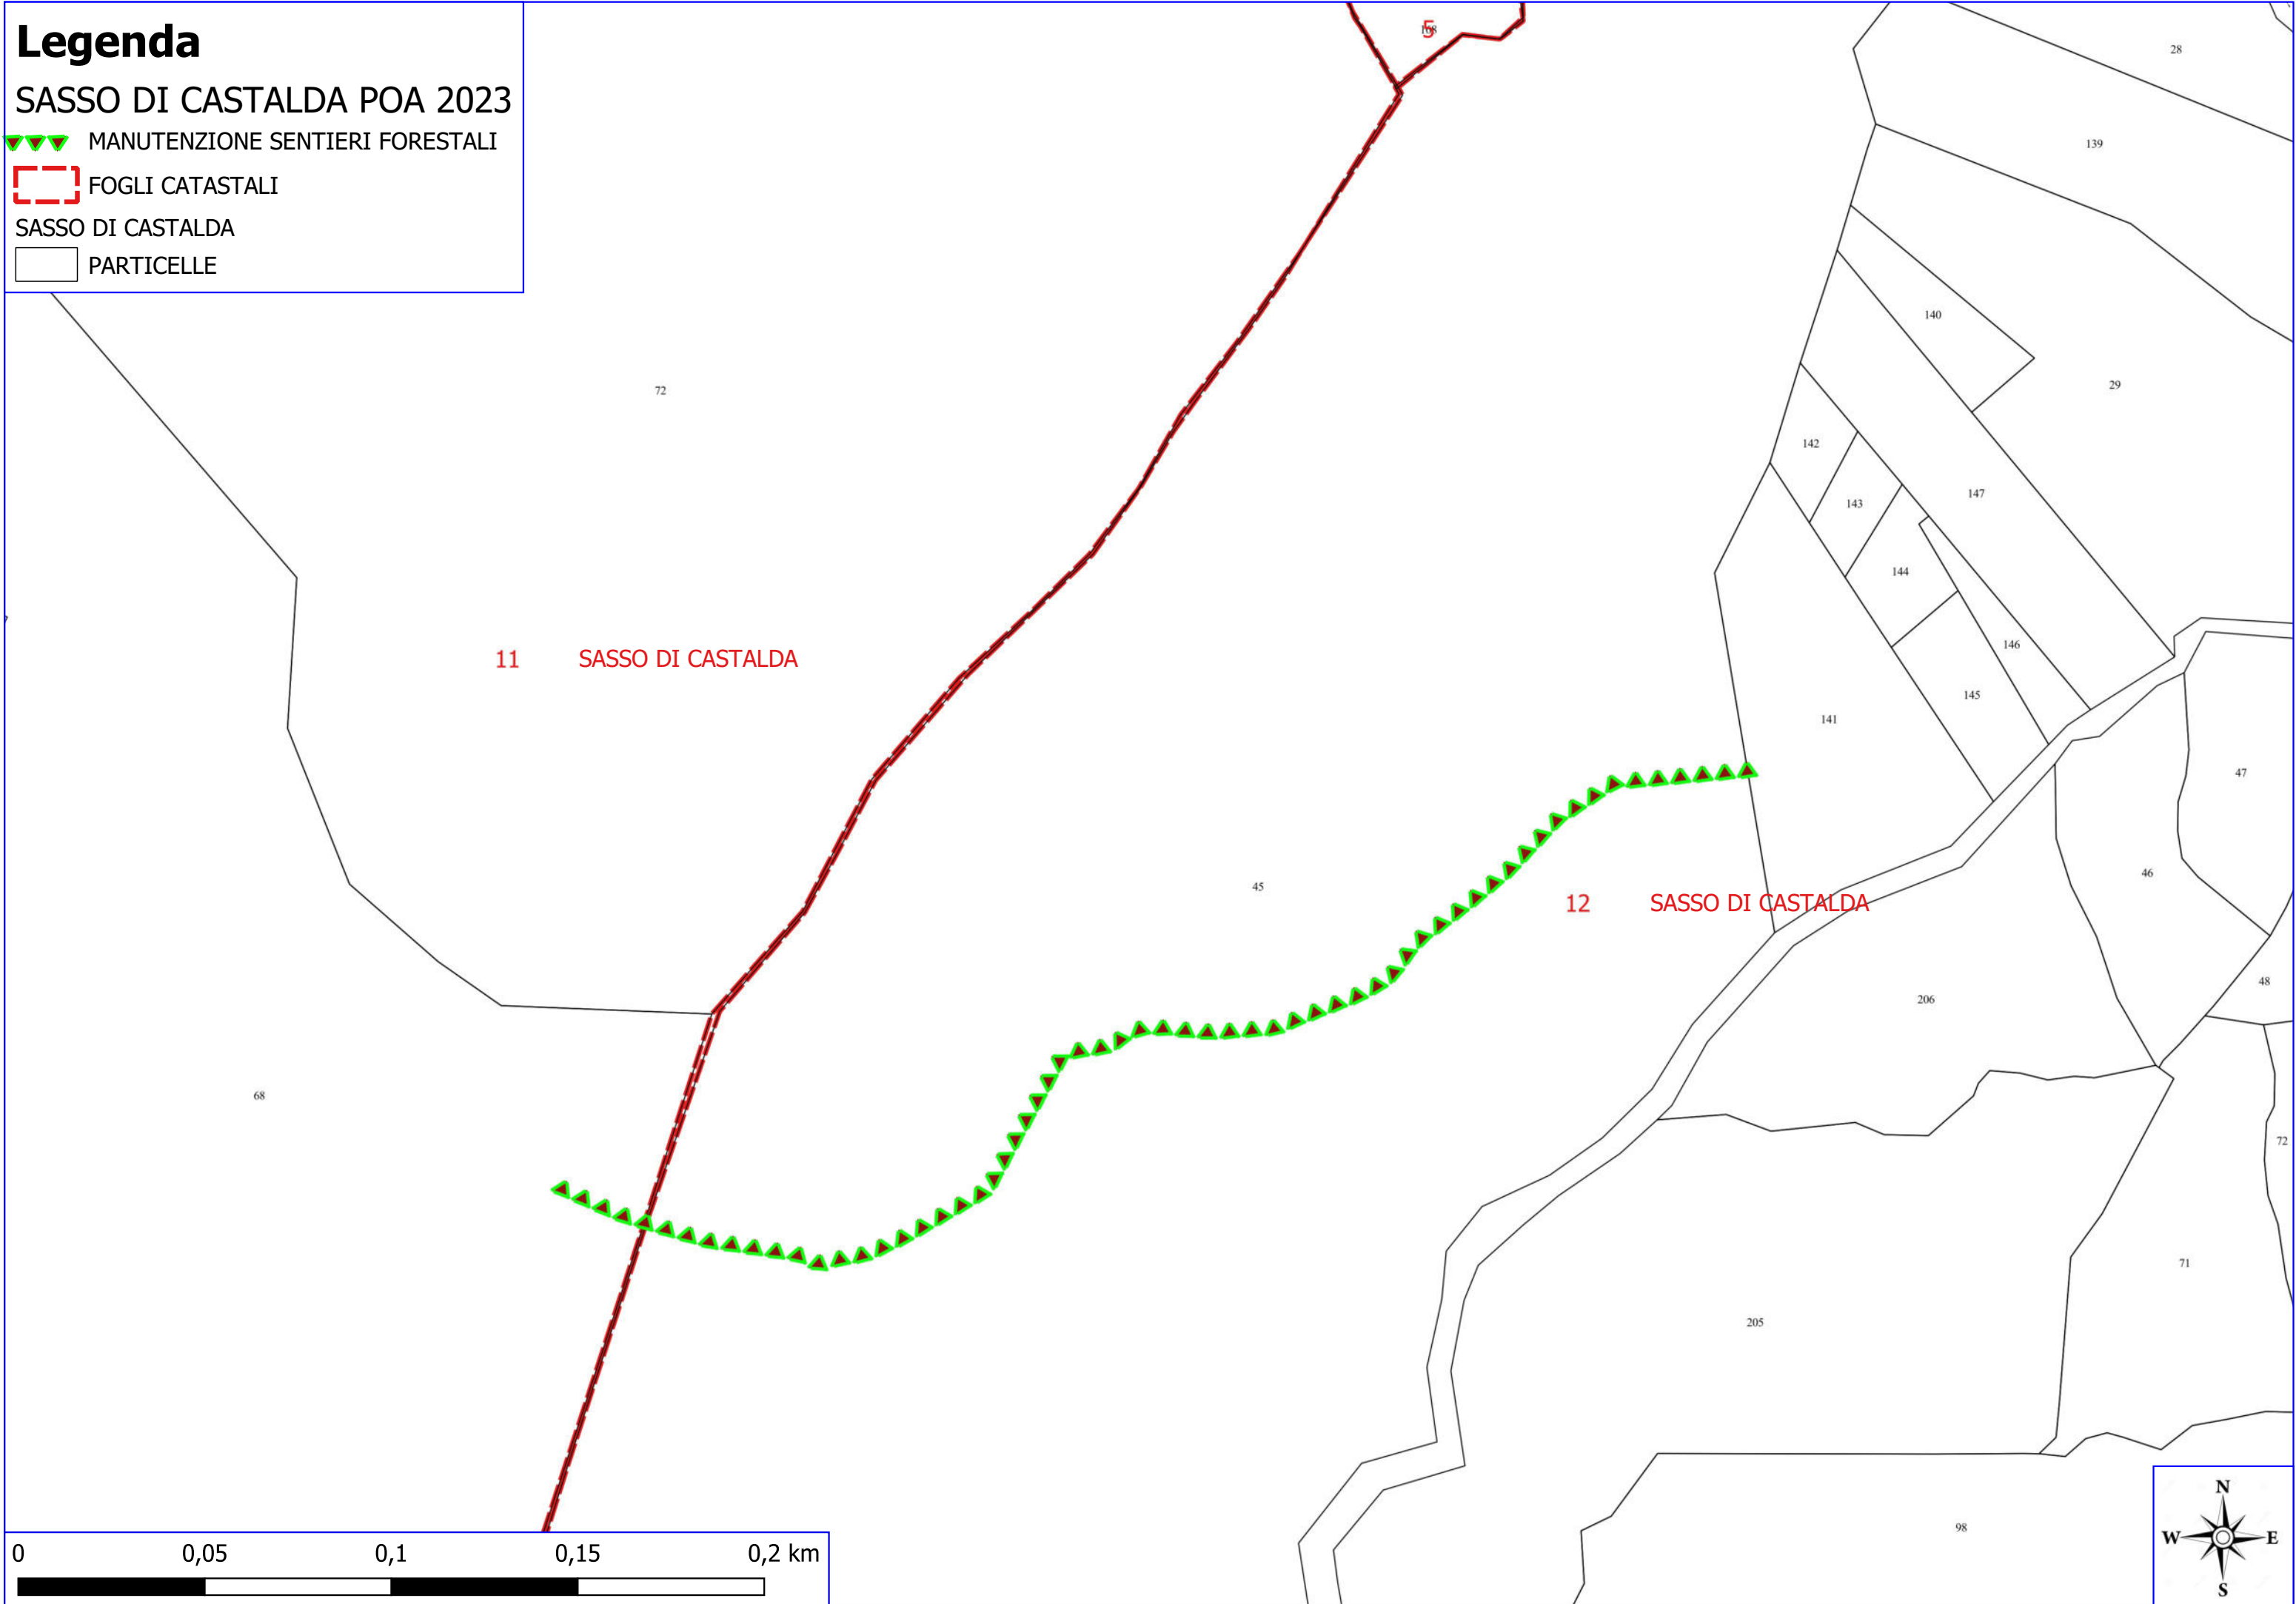 Legenda
SASSO DI CASTALDA POA 2023
MANUTENZIONE SENTIERI FORESTALI
FOGLI CATASTALI
SASSO DI CASTALDA
PARTICELLE
5
28
139
140
29
72
142
147
143
144
146
11 SASSO DI CASTALDA
145
141
47
46
45
12 SASSO DI CASTALDA
48
206
68
72
71
205
98
N
W E
S
0 0,05 0,1 0,15 0,2 km